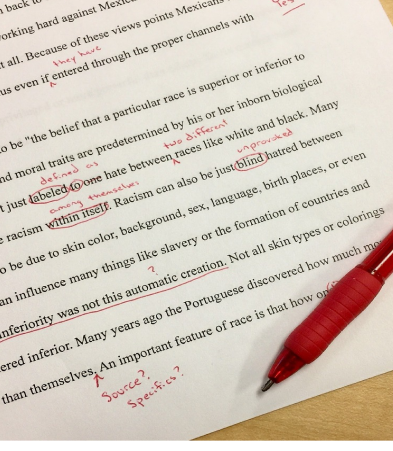 back to
Yes
working hard against
t all. Because of these views points Mexicans
they have
us even if ^ entered through the proper channels with
o be "the belief that a particular race is superior or inferior to
nd moral traits are predetermined by his or her inborn biological
two different
t just labeled to one hate between ^ races like white and black. Many
defined as
unprovoked
e racism within itself. Racism can also be just blind hatred between
among themselves
o be due to skin color, background, sex, language, birth places, or even
an influence many things like slavery or the formation of countries and
?
inferiority was not this automatic creation. Not all skin types or colorings
ered inferior. Many years ago the Portuguese discovered how much
than themselves. ^ An important feature of race is that how
Source?
Specifics?